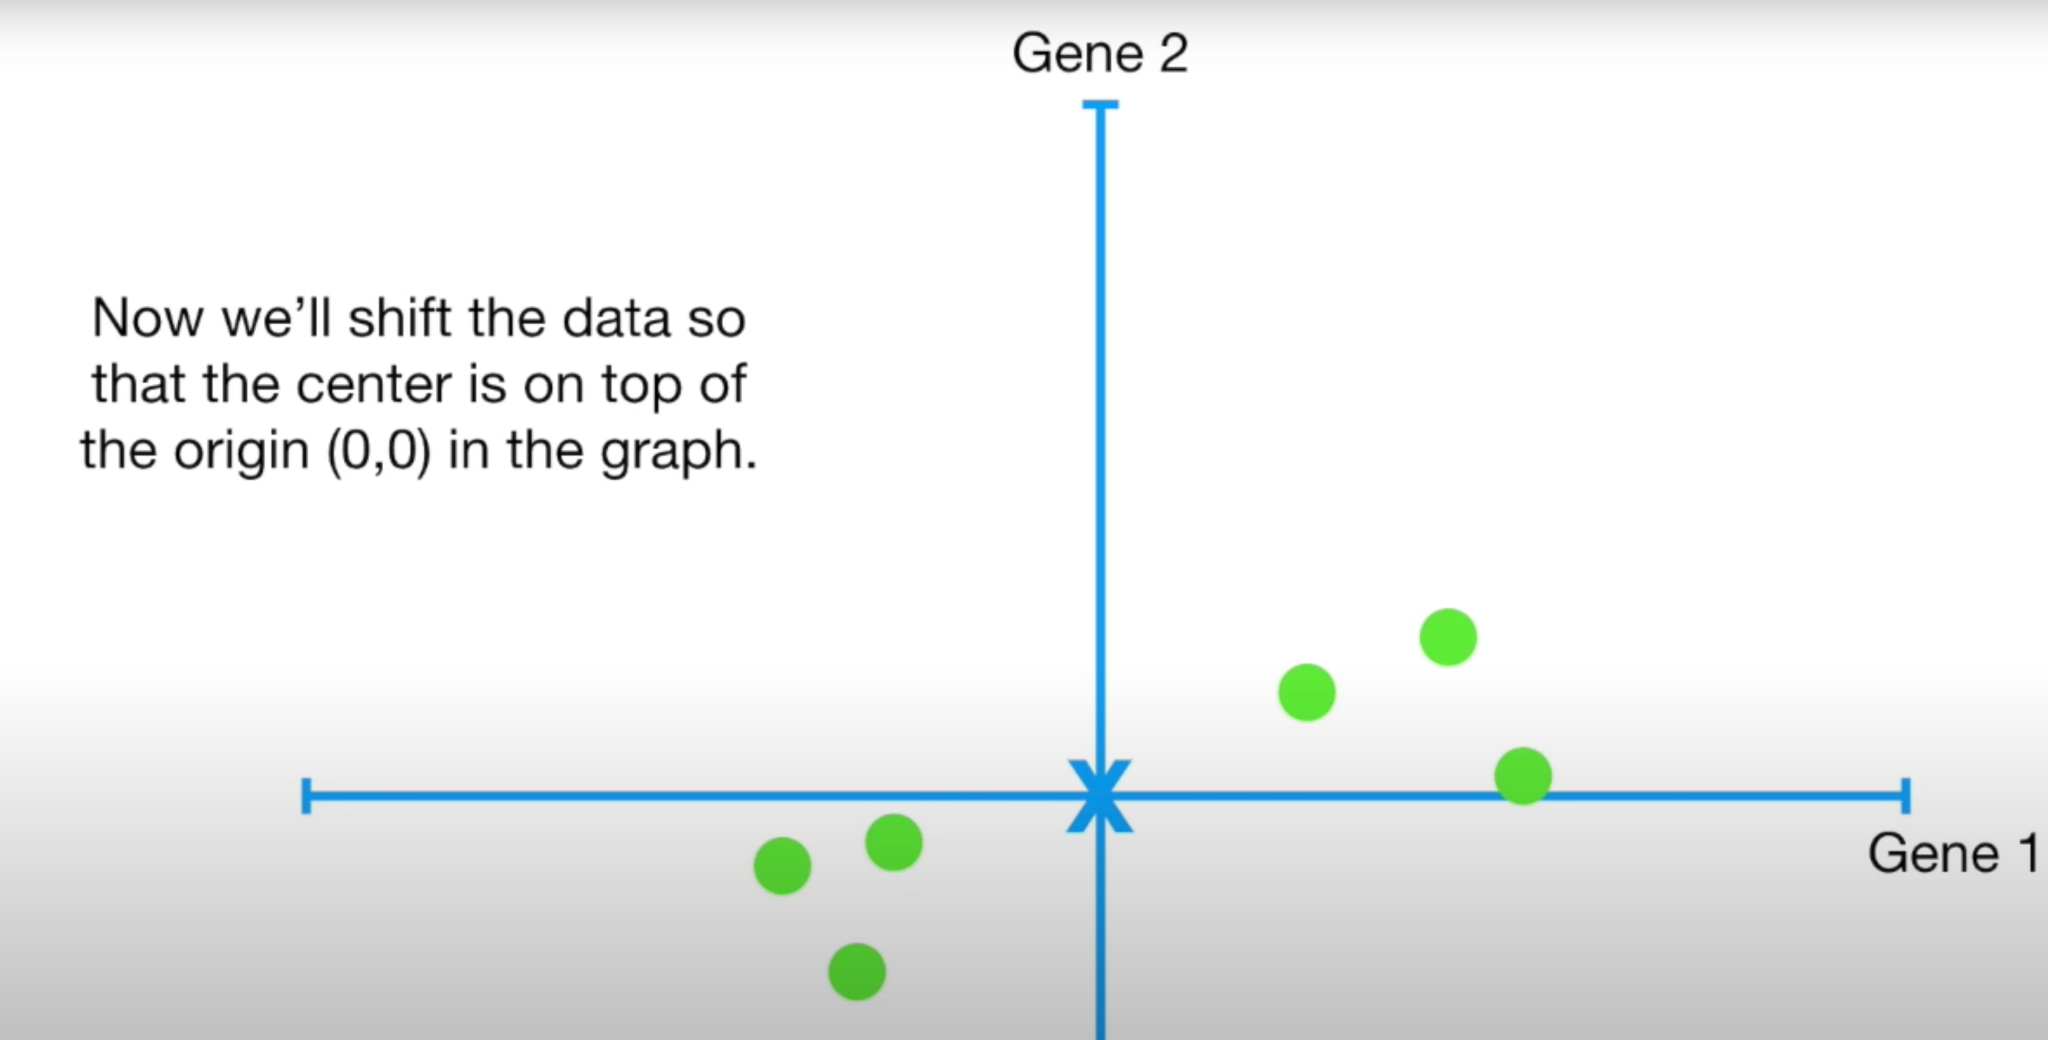 Gene 2
Now we’ll shift the data so
that the center is on top of
the origin (0,0) in the graph.
X
Gene 1